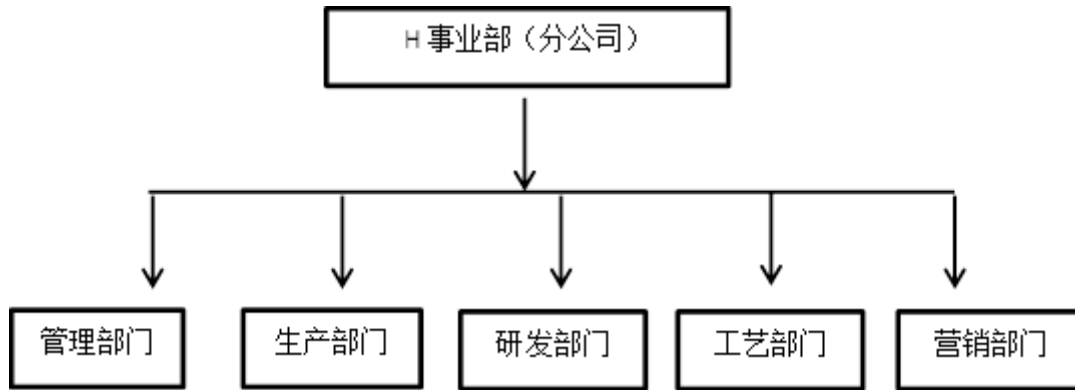 H 事业部（分公司）
管理部门
生产部门
研发部门
工艺部门
营销部门